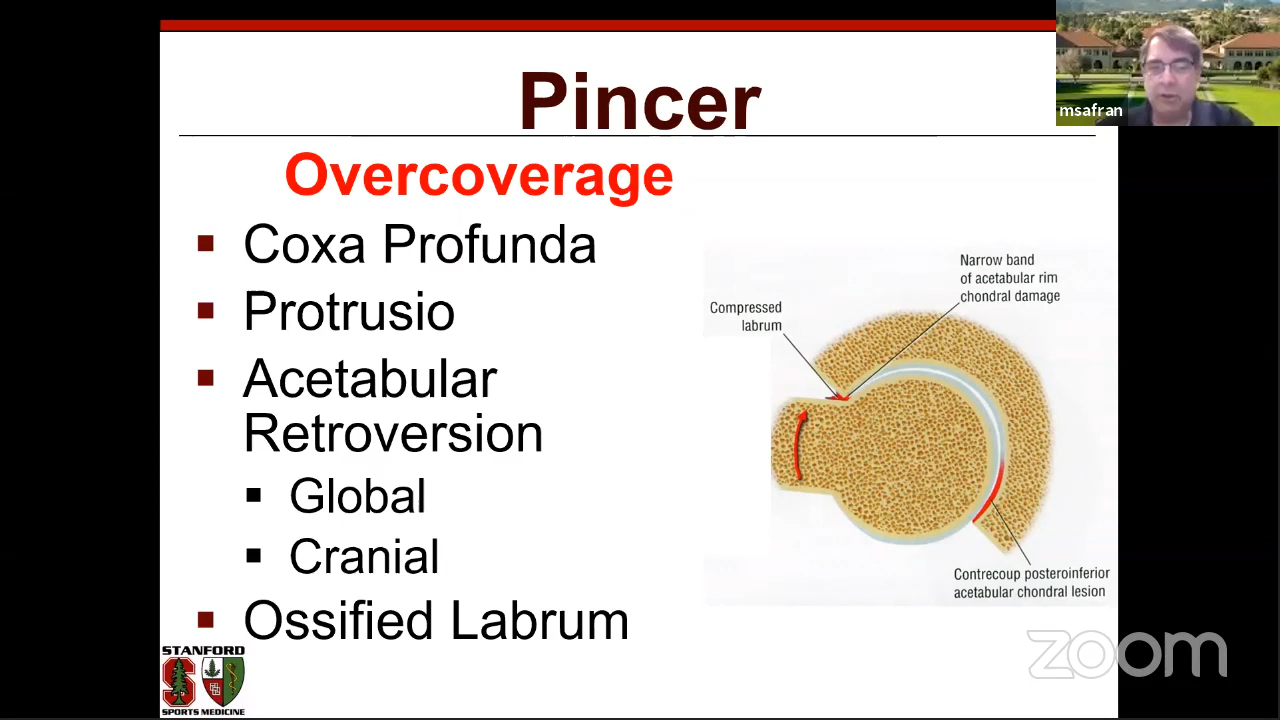 Pincer
msafran
Overcoverage
Coxa Profunda
Protrusio
Acetabular
Retroversion
Global
Cranial
Ossified Labrum
Narrow band
of acetabular rim
chondral damage
Compressed
labrum
Contrecoup posteroinferior
acetabular chondral lesion
STANFORD
S
SPORTS MEDICINE
zoom